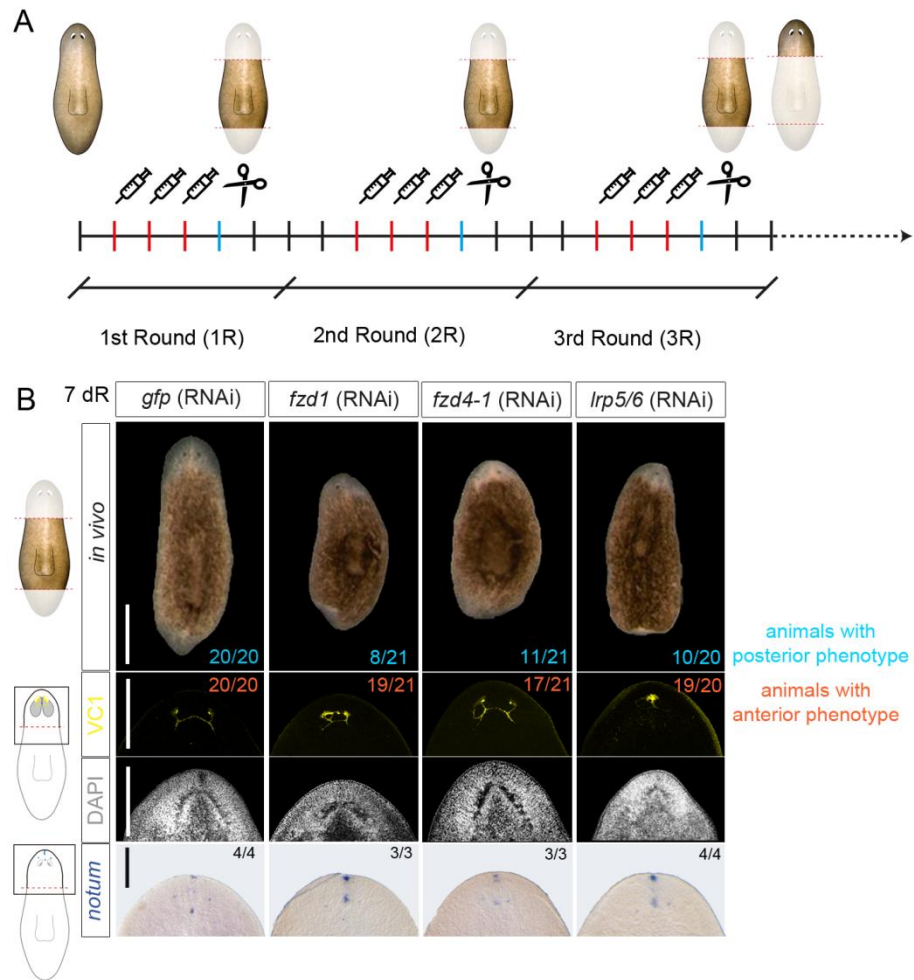 A
1st Round (1R)
2nd Round (2R)
3rd Round (3R)
B
7 dR
gfp (RNAi)
fzd1 (RNAi)
fzd4-1 (RNAi)
lrp5/6 (RNAi)
in vivo
20/20
8/21
11/21
10/20
animals with
posterior phenotype
VC1
20/20
19/21
17/21
19/20
animals with
anterior phenotype
DAPI
notum
4/4
3/3
3/3
4/4